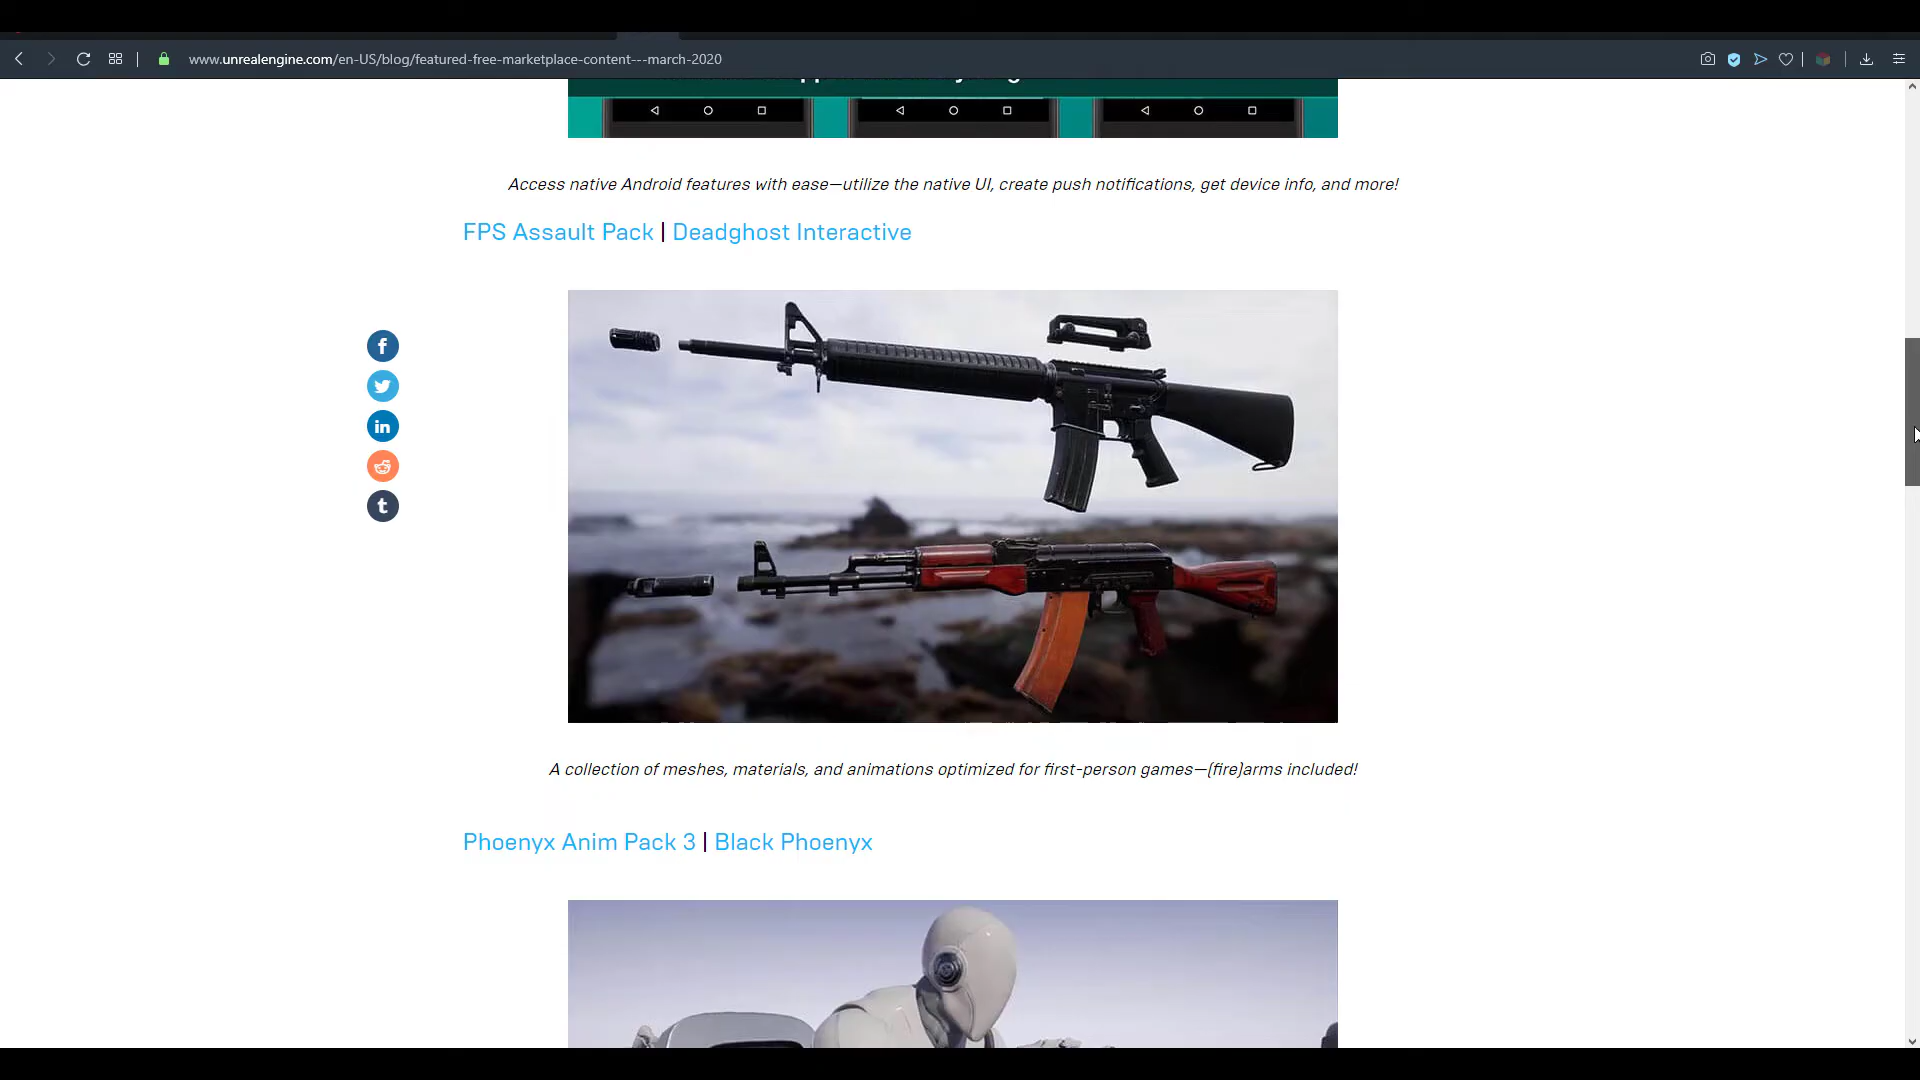 www.unrealengine.com/en-US/blog/featured-free-marketplace-content---march-2020
Access native Android features with ease—utilize the native UI, create push notifications, get device info, and more!
FPS Assault Pack | Deadghost Interactive
f
in
t
A collection of meshes, materials, and animations optimized for first-person games—(fire)arms included!
Phoenyx Anim Pack 3 | Black Phoenyx